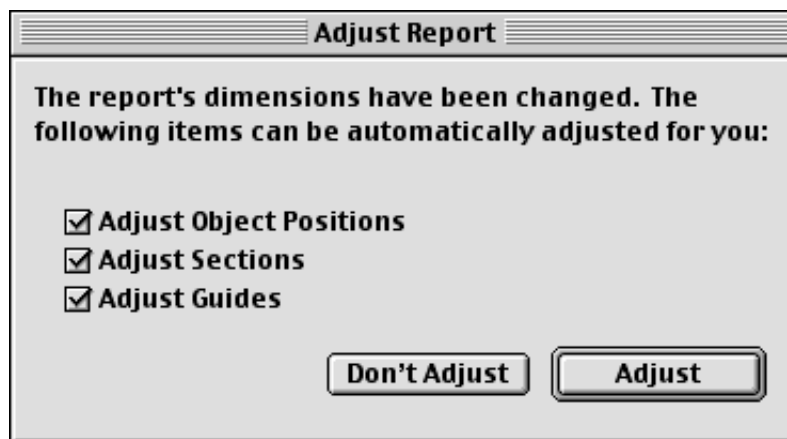 Adjust Report
The report's dimensions have been changed. The
following items can be automatically adjusted for you:
Adjust Object Positions
Adjust Sections
Adjust Guides
Don't Adjust
Adjust